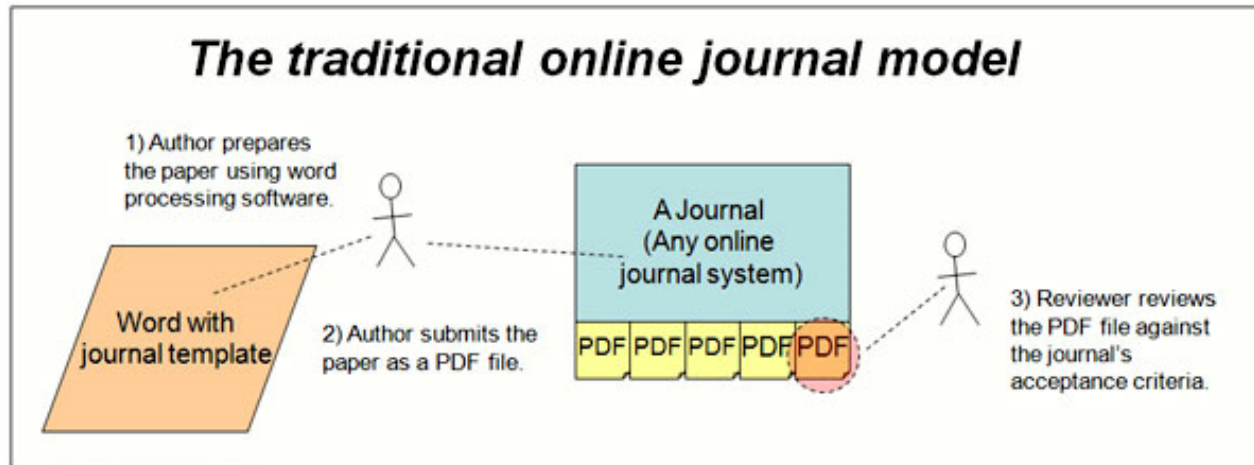 The traditional online journal model
1) Author prepares
the paper using word
processing software.
Word with
journal template
2) Author submits the
paper as a PDF file.
A Journal
(Any online
journal system)
PDF PDF PDF PDF PDF
3) Reviewer reviews
the PDF file against
the journal’s
acceptance criteria.